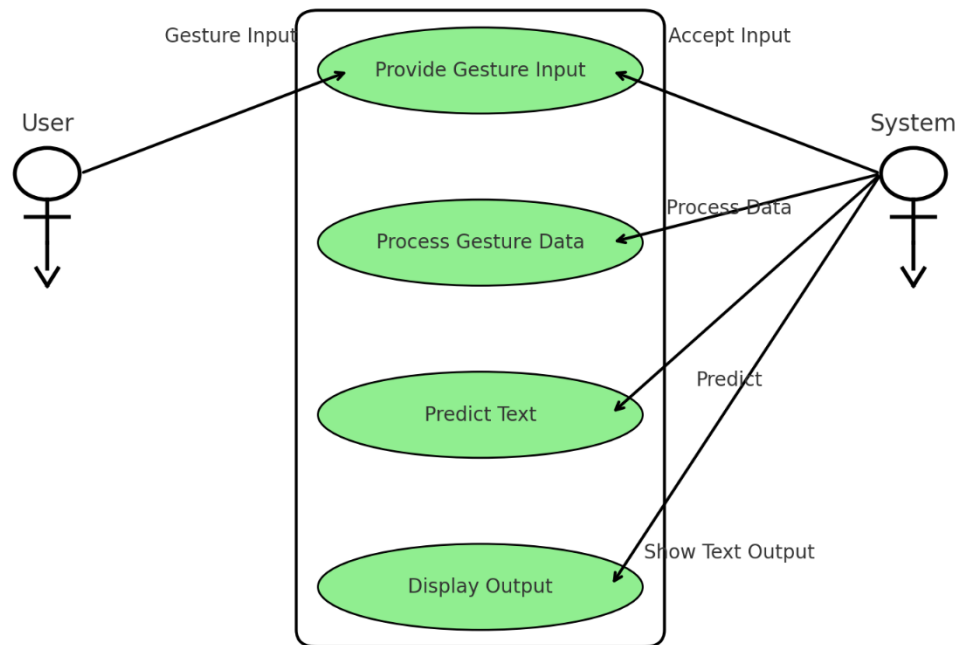 Gesture Input
Accept Input
Provide Gesture Input
User
System
Process Data
Process Gesture Data
Predict
Predict Text
Show Text Output
Display Output